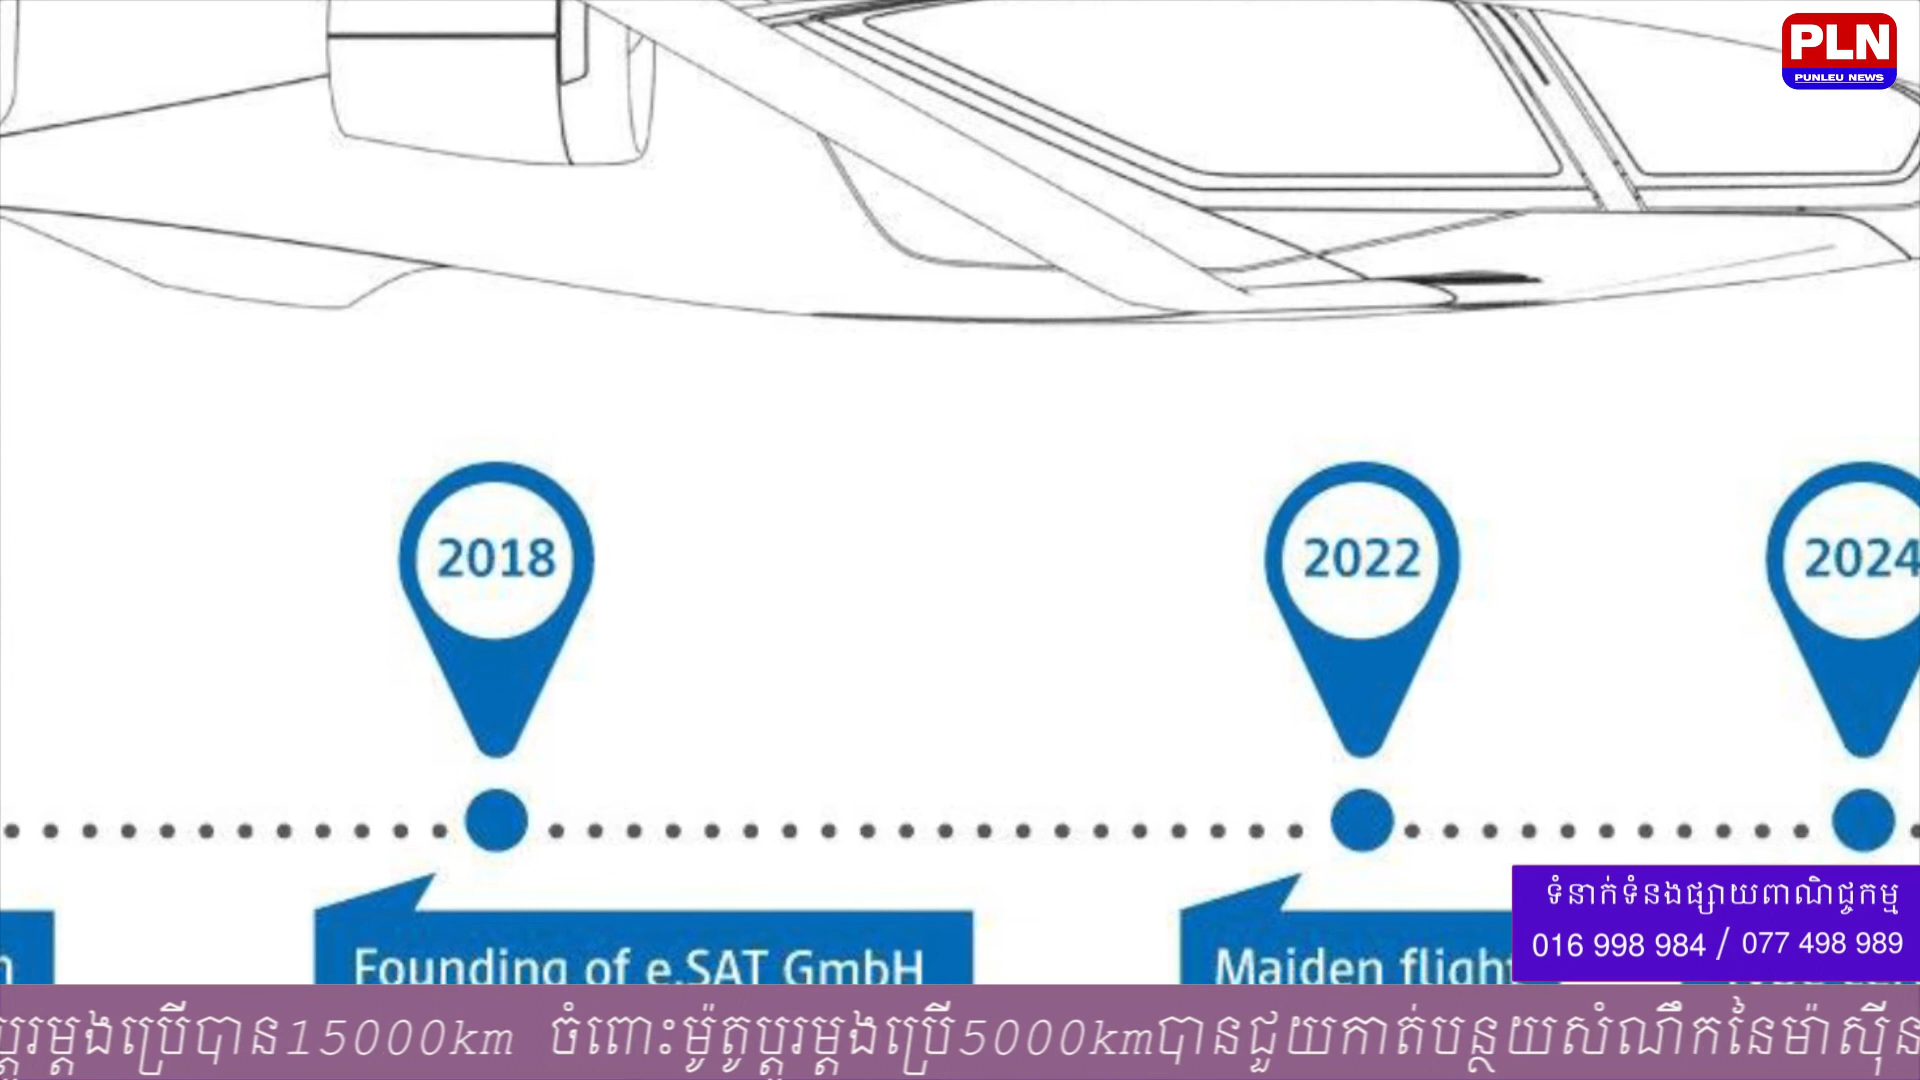 PLN
PUNLEU NEWS
2018
2022
2024
Founding of e.SAT GmbH
Maiden flight
ទំនាក់ទំនងផ្សាយពាណិជ្ជកម្ម
016 998 984 / 077 498 989
ប្តូរម្តងប្រើបាន15000km ចំពោះម៉ូតូប្តូរម្តងប្រើ5000kmបានជួយកាត់បន្ថយសំណឹកនៃម៉ាស៊ីន